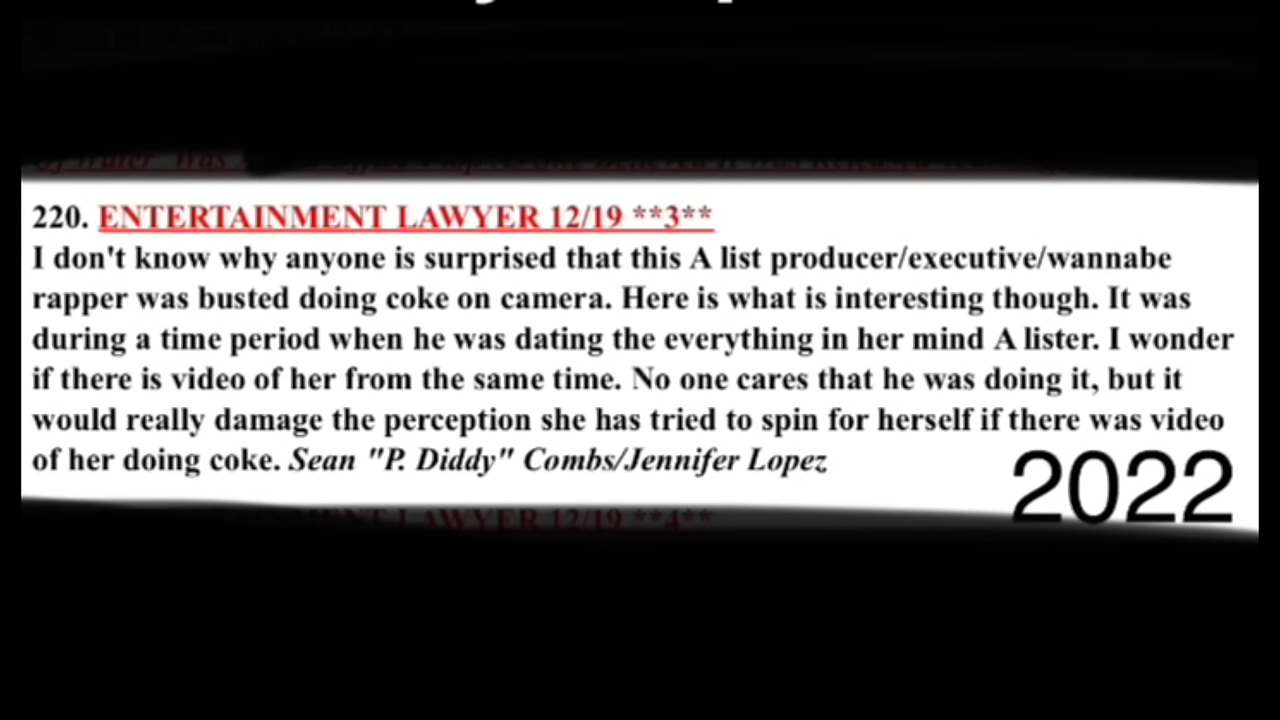 220. ENTERTAINMENT LAWYER 12/19 **3**
I don't know why anyone is surprised that this A list producer/executive/wannabe
rapper was busted doing coke on camera. Here is what is interesting though. It was
during a time period when he was dating the everything in her mind A lister. I wonder
if there is video of her from the same time. No one cares that he was doing it, but it
would really damage the perception she has tried to spin for herself if there was video
of her doing coke. Sean "P. Diddy" Combs/Jennifer Lopez
2022
LAWYER 12/19 **4**